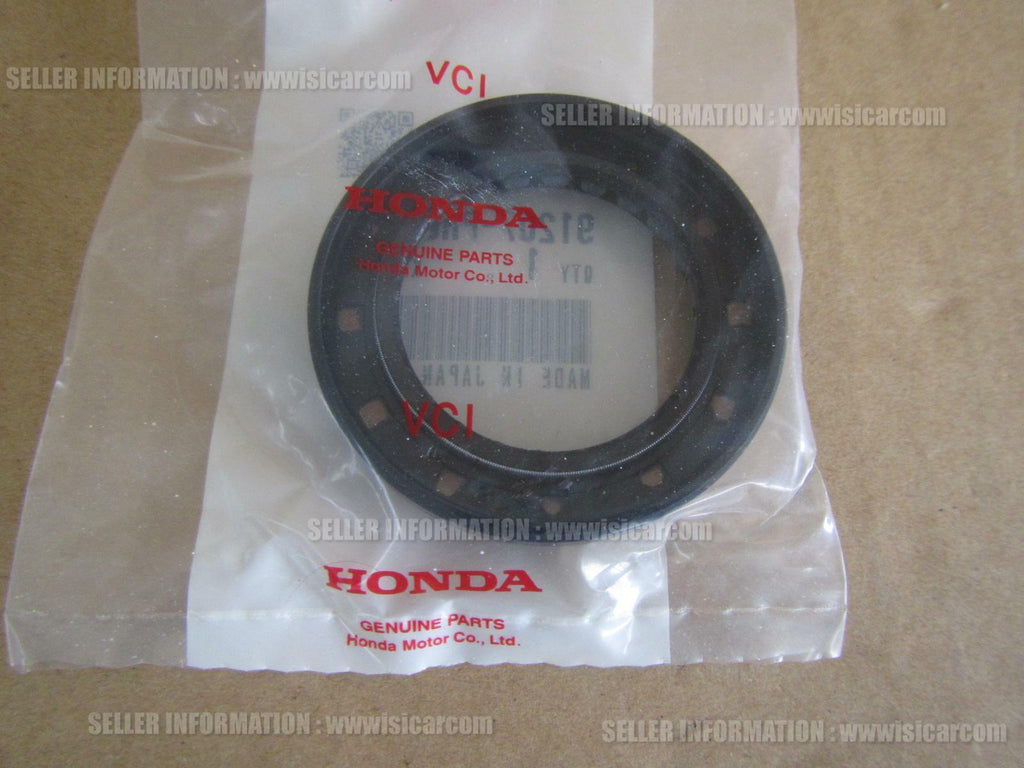 SELLER INFORMATION : wwwisicarcom
VCI
SELLER INFORMATION : wwwisicarcom
HONDA
GENUINE PARTS
Honda Motor Co., Ltd.
91207
QTY 1
MADE IN JAPAN
VCI
SELLER INFORMATION : wwwisicarcom
HONDA
GENUINE PARTS
Honda Motor Co., Ltd.
SELLER INFORMATION : wwwisicarcom
SELLER INFORMATION : wwwisicarcom